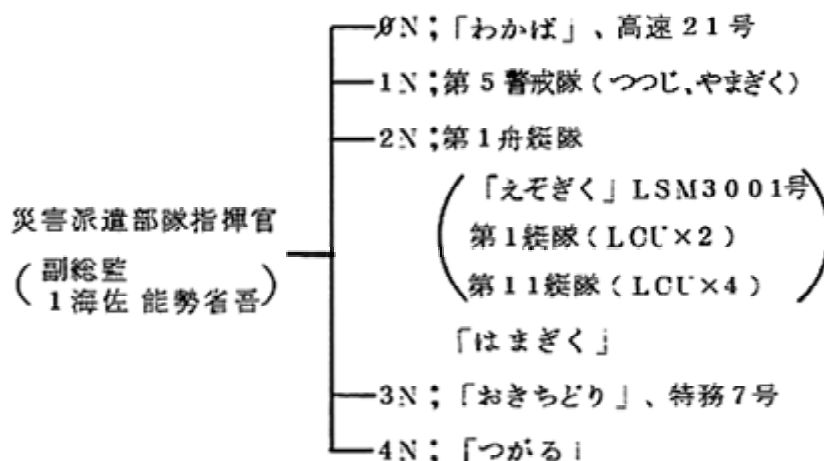 0N;「わかば」、高速21号
1N;第5警戒隊(つつじ、やまぎく)
2N;第1舟艇隊
「えぞぎく」LSM3001号
第1艇隊(LCU×2)
第11艇隊(LCU×4)
「はまぎく」
災害派遣部隊指揮官
(副総監
1海佐 能勢省吾)
3N;「おきちどり」、特務7号
4N;「つがる」